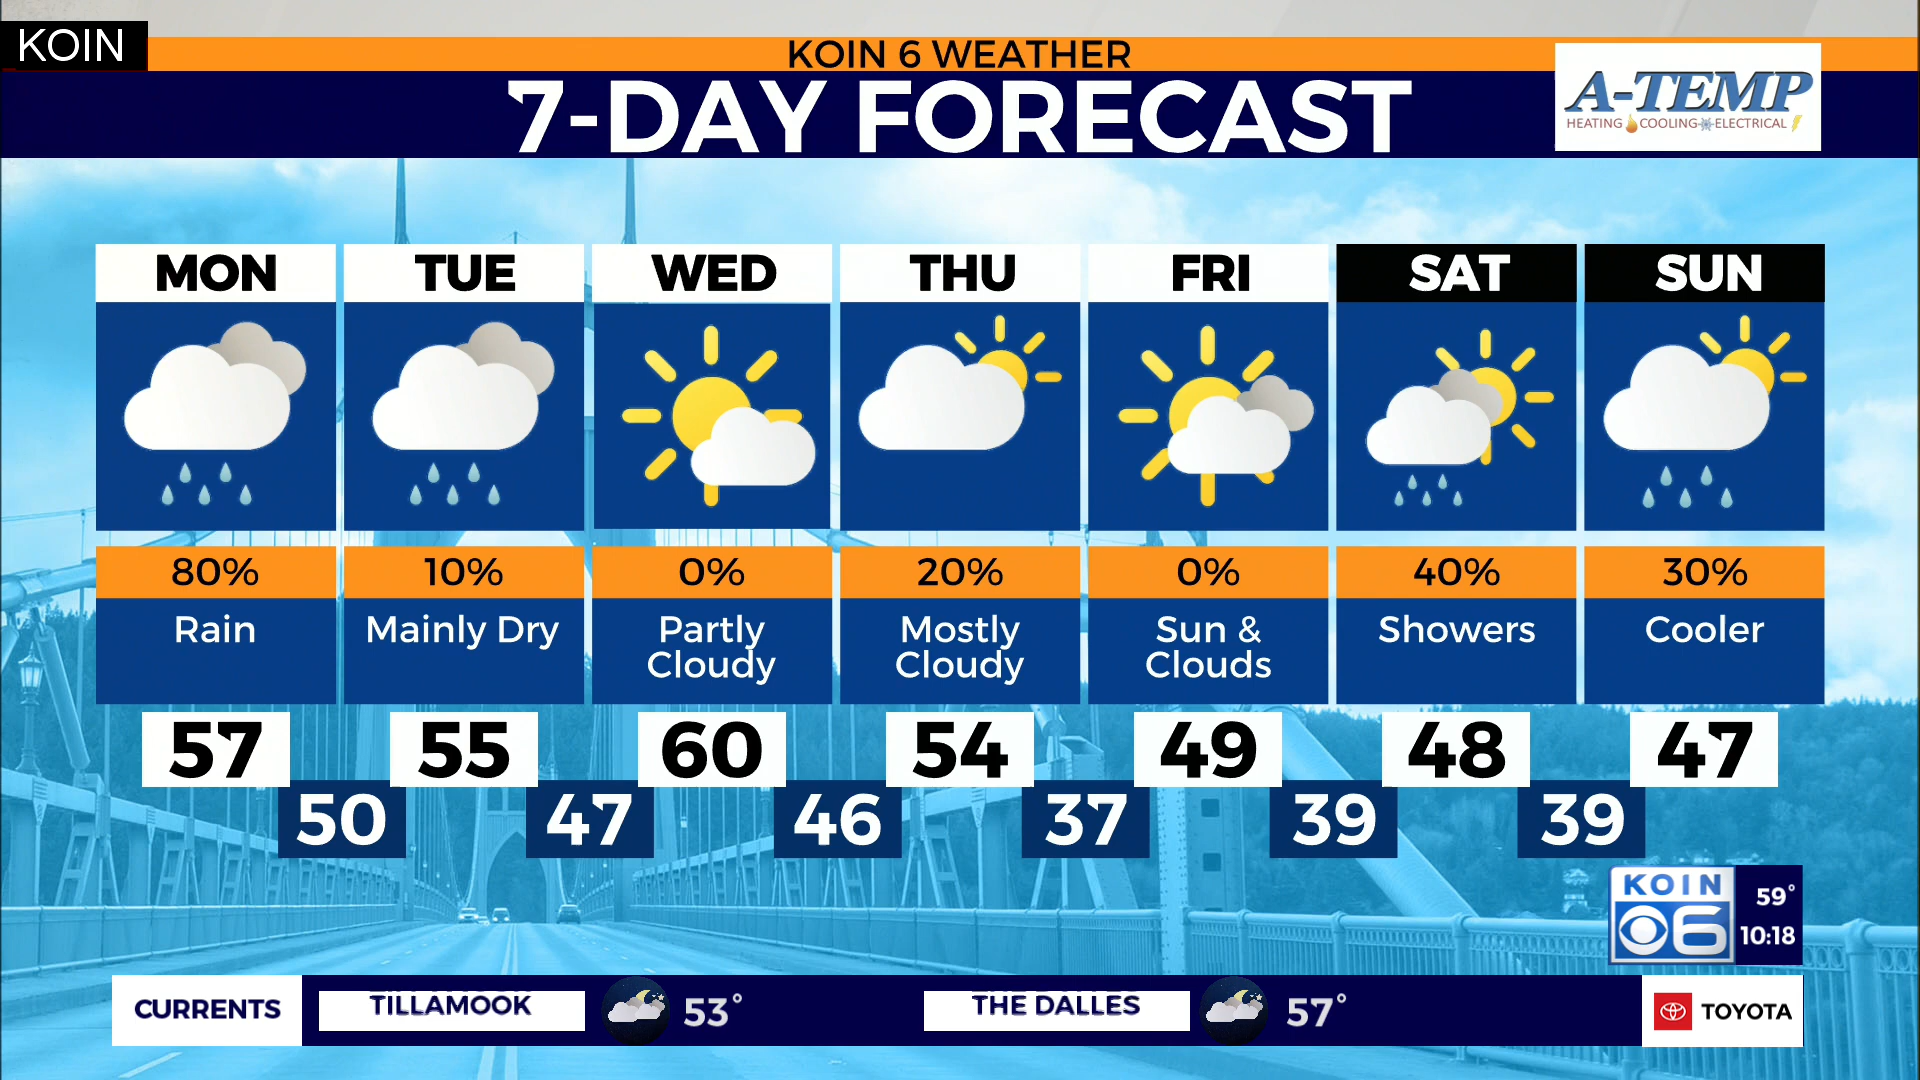 KOIN
KOIN 6 WEATHER
7-DAY FORECAST
A-TEMP
HEATING COOLING ELECTRICAL
MON TUE WED THU FRI SAT SUN
80% 10% 0% 20% 0% 40% 30%
Rain Mainly Dry Partly Mostly Sun & Showers Cooler
Cloudy Cloudy Clouds
57 55 60 54 49 48 47
50 47 46 37 39 39
KOIN
6
59°
10:18
CURRENTS TILLAMOOK 53° THE DALLES 57° TOYOTA